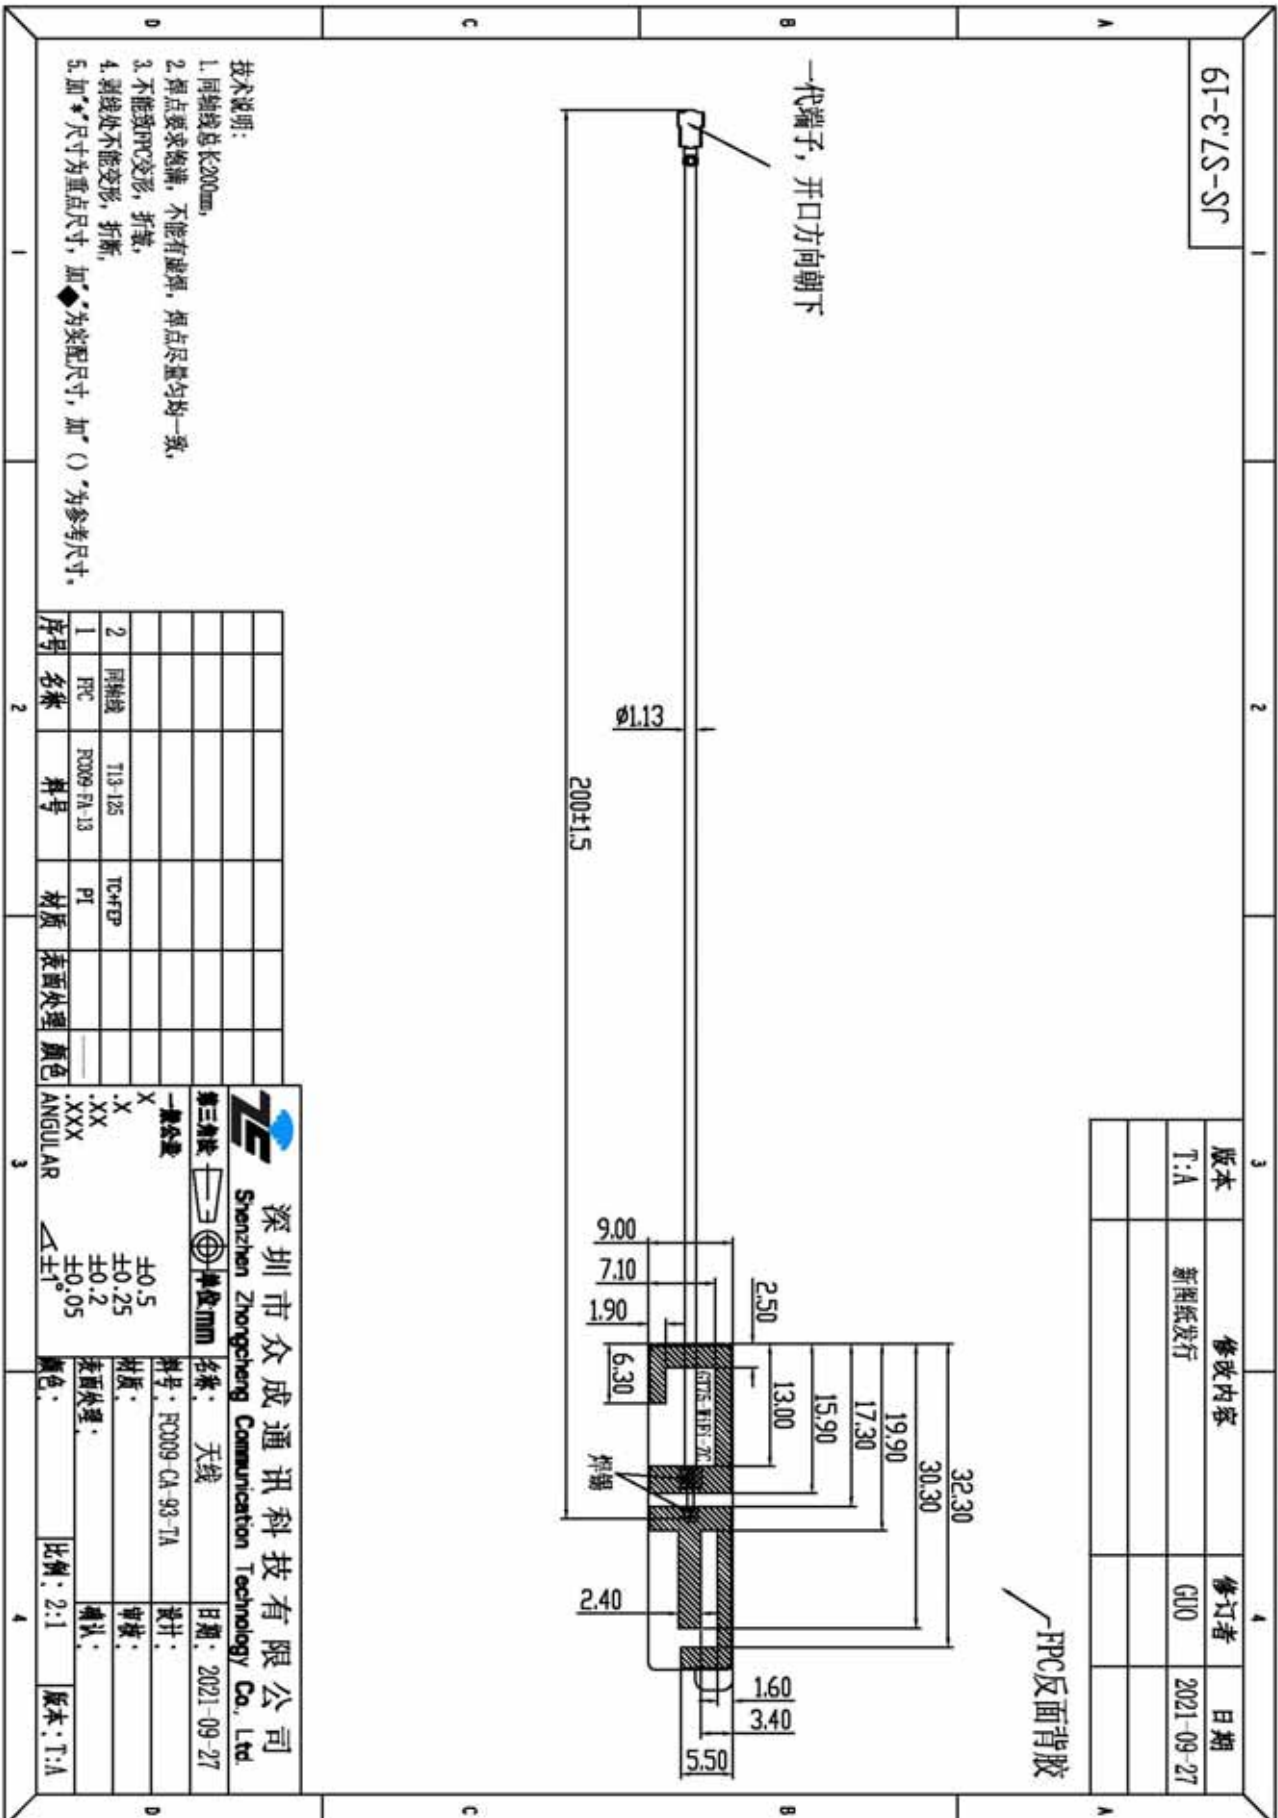 JS-S7.3-19
版本 修改内容 修订者 日期
T:A 新图纸发行 GUO 2021-09-27
一代端子，开口方向朝下
FPC反面背胶
32.30
30.30
19.90
17.30
15.90
13.00
2.50
9.00
7.10
1.90
6.30
Ø1.13
200±1.5
焊锡
2.40
1.60
3.40
5.50
技术说明：
1. 同轴线总长200mm,
2. 焊点要求饱满，不能有虚焊，焊点尽量匀均一致,
3. 不能致FPC变形，折皱,
4. 剥线处不能变形，折断,
5. 加"*"尺寸为重点尺寸，加"◆"为实配尺寸，加"（）"为参考尺寸。
2 同轴线 T13-125 TC+FEP
1 FPC FC009-FA-13 PI
序号 名称 料号 材质 表面处理 颜色
深圳市众成通讯科技有限公司
Shenzhen Zhongcheng Communication Technology Co., Ltd.
第三角法 单位:mm
一般公差
X ±0.5
.X ±0.25
.XX ±0.2
.XXX ±0.05
ANGULAR ∠±1°
名称： 天线 日期： 2021-09-27
料号： FC009-CA-93-TA 设计：
材质： 审核：
表面处理： 确认：
颜色： 比例：2:1 版本：T:A
1 2 3 4
A B C D
1 2 3 4
A B C D